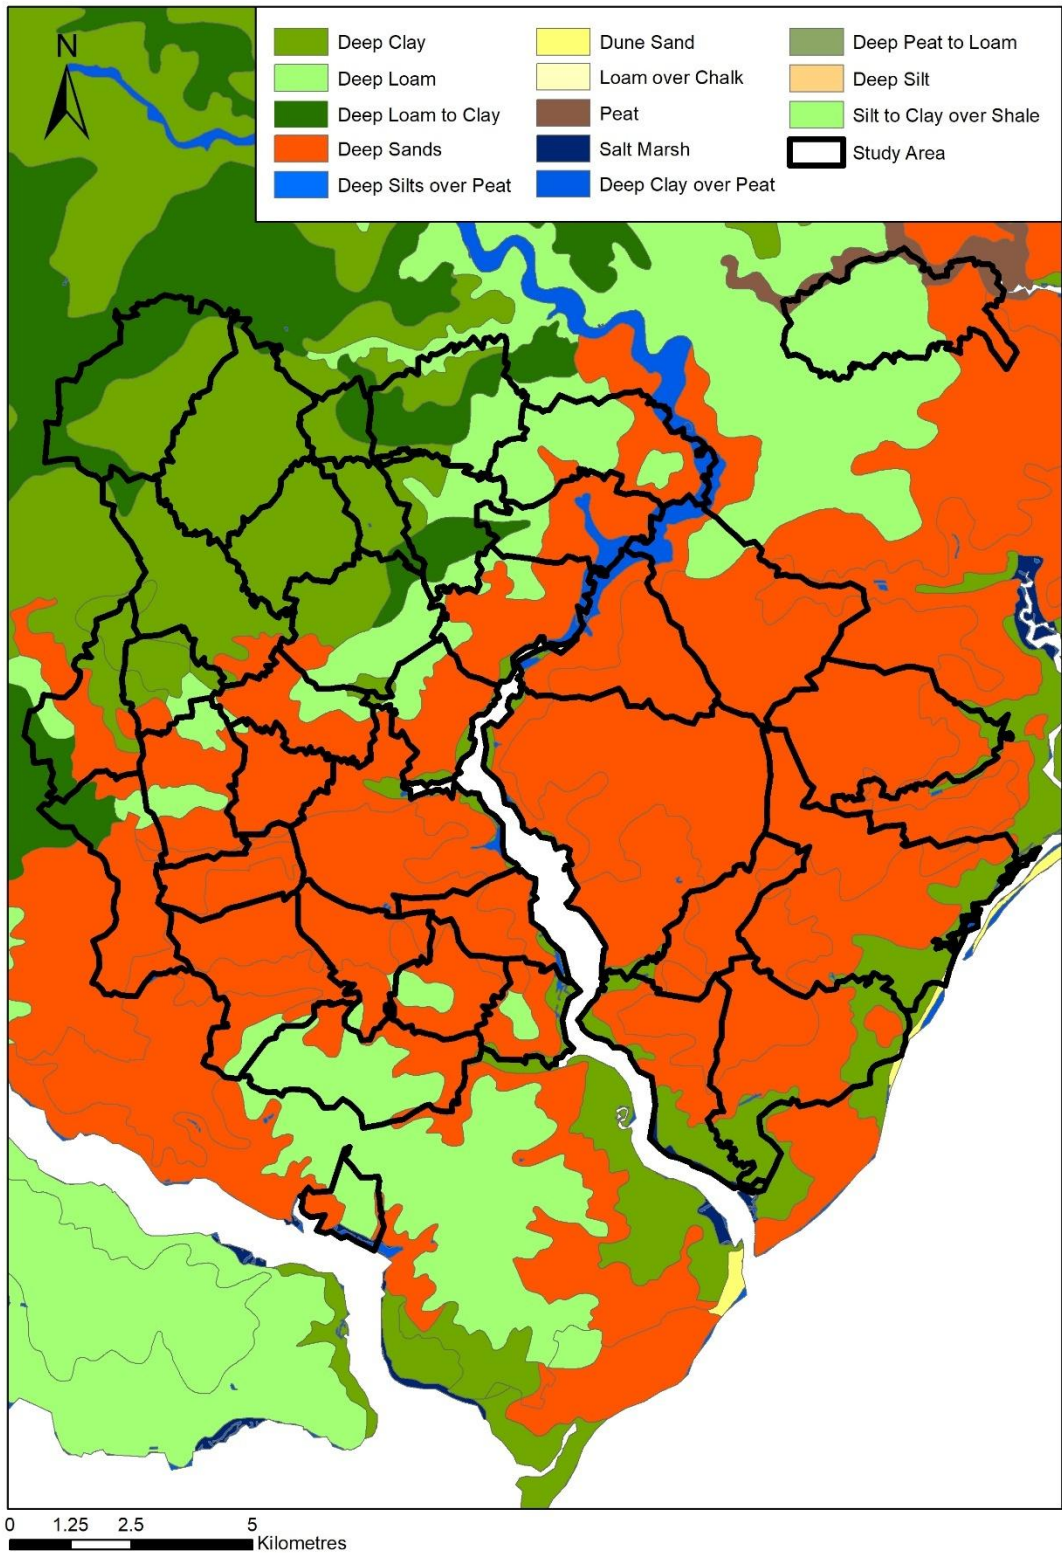 N
Deep Clay
Deep Loam
Deep Loam to Clay
Deep Sands
Deep Silts over Peat
Dune Sand
Loam over Chalk
Peat
Salt Marsh
Deep Clay over Peat
Deep Peat to Loam
Deep Silt
Silt to Clay over Shale
Study Area
0 1.25 2.5 5
Kilometres